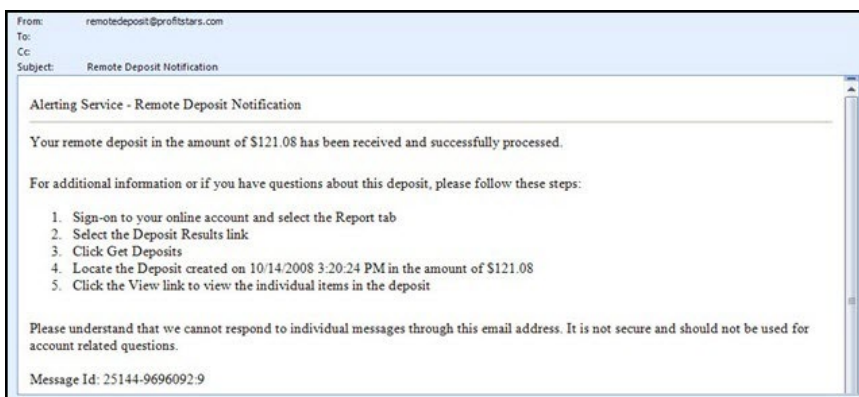 From: remotedeposit@profitstars.com
To:
Cc:
Subject: Remote Deposit Notification
Alerting Service - Remote Deposit Notification
Your remote deposit in the amount of $121.08 has been received and successfully processed.
For additional information or if you have questions about this deposit, please follow these steps:
1. Sign-on to your online account and select the Report tab
2. Select the Deposit Results link
3. Click Get Deposits
4. Locate the Deposit created on 10/14/2008 3:20:24 PM in the amount of $121.08
5. Click the View link to view the individual items in the deposit
Please understand that we cannot respond to individual messages through this email address. It is not secure and should not be used for
account related questions.
Message Id: 25144-9696092:9